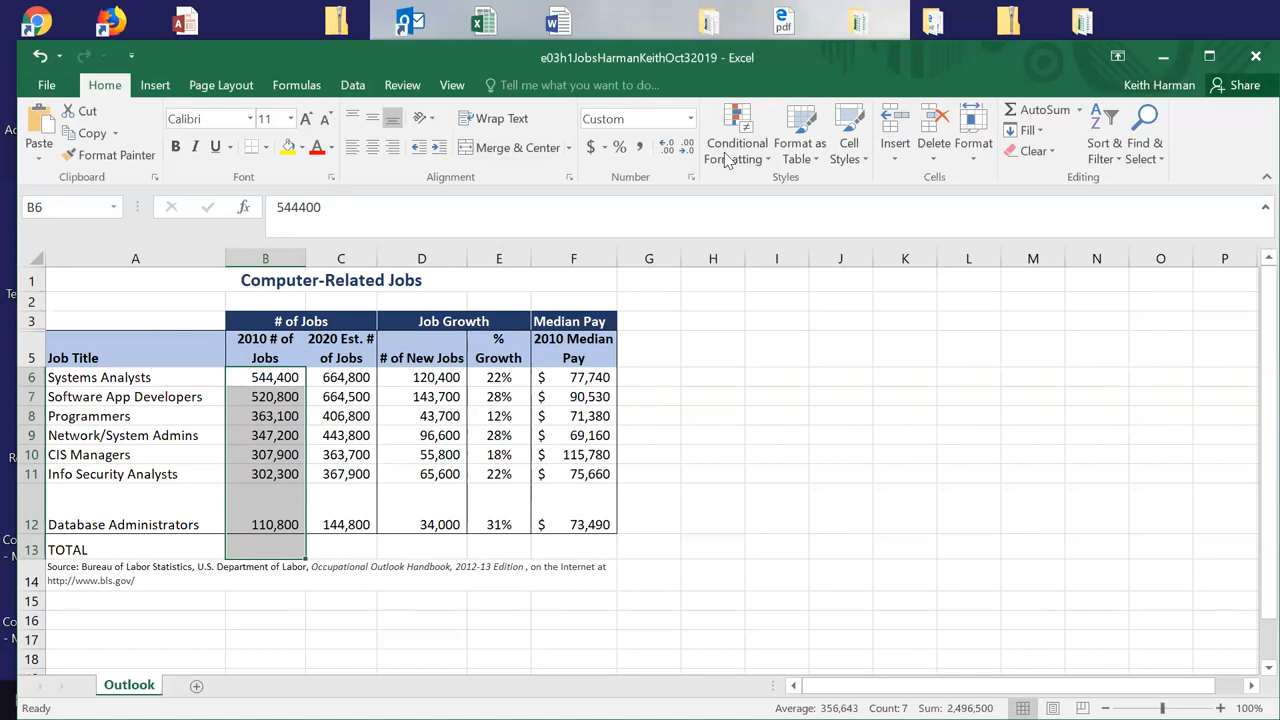 pdf
e03h1JobsHarmanKeithOct32019 - Excel
File Home Insert Page Layout Formulas Data Review View Tell me what you want to do... Keith Harman Share
Paste
Cut
Copy
Format Painter
Clipboard
Calibri 11
B I U
Font
Wrap Text
Merge & Center
Alignment
Custom
$ % ,
Number
Conditional Formatting
Format as Table
Cell Styles
Styles
Insert Delete Format
Cells
AutoSum
Fill
Clear
Sort & Filter
Find & Select
Editing
B6 fx 544400
A B C D E F G H I J K L M N O P
1 Computer-Related Jobs
2
3 # of Jobs Job Growth Median Pay
5 Job Title 2010 # of Jobs 2020 Est. # of Jobs # of New Jobs % Growth 2010 Median Pay
6 Systems Analysts 544,400 664,800 120,400 22% $ 77,740
7 Software App Developers 520,800 664,500 143,700 28% $ 90,530
8 Programmers 363,100 406,800 43,700 12% $ 71,380
9 Network/System Admins 347,200 443,800 96,600 28% $ 69,160
10 CIS Managers 307,900 363,700 55,800 18% $ 115,780
11 Info Security Analysts 302,300 367,900 65,600 22% $ 75,660
12 Database Administrators 110,800 144,800 34,000 31% $ 73,490
13 TOTAL
14 Source: Bureau of Labor Statistics, U.S. Department of Labor, Occupational Outlook Handbook, 2012-13 Edition , on the Internet at
http://www.bls.gov/
15
16
17
18
Outlook
Ready Average: 356,643 Count: 7 Sum: 2,496,500 100%